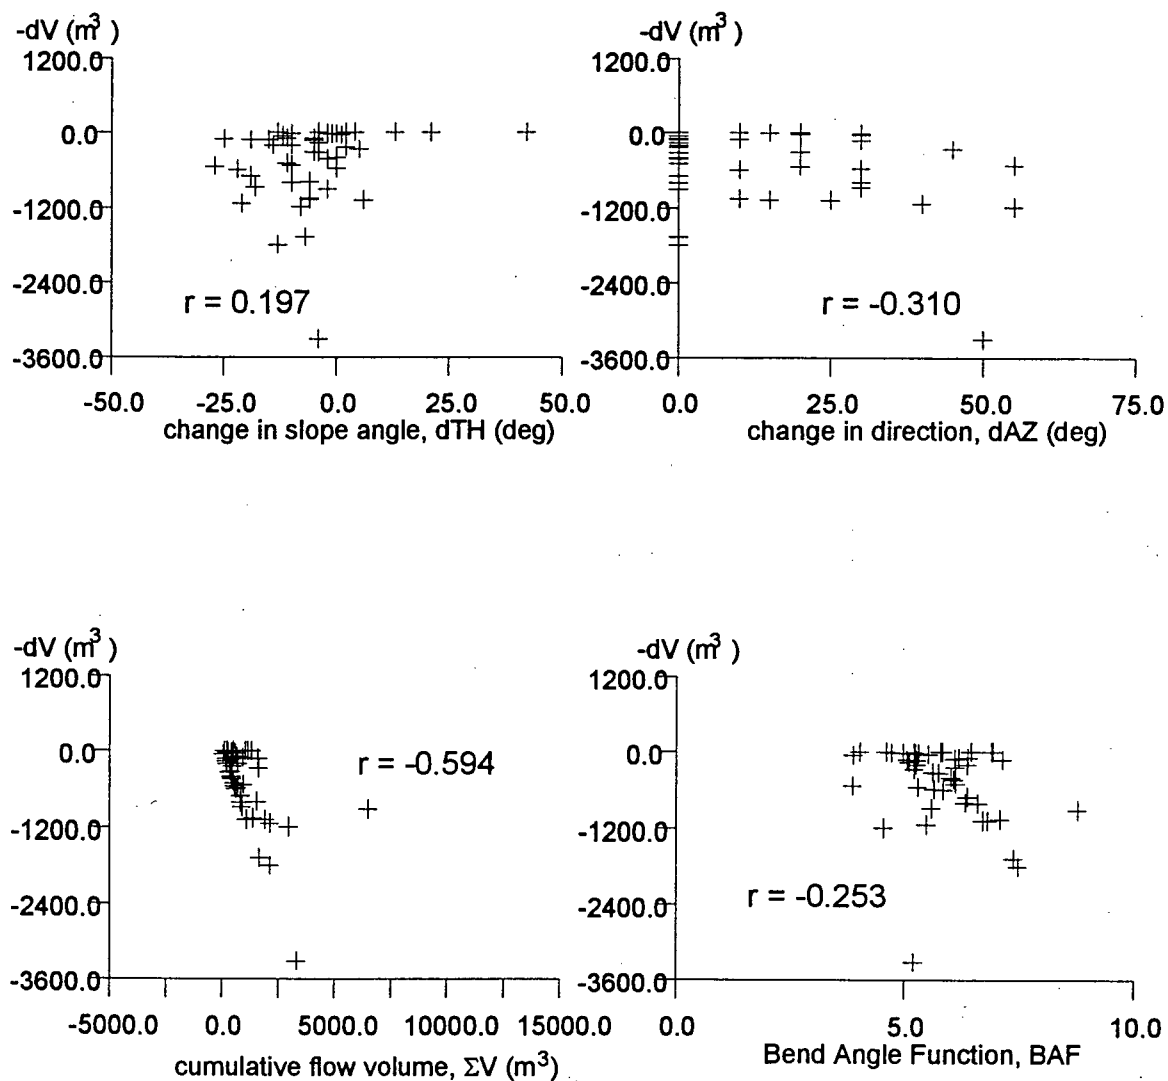 -dV (m³ )
1200.0
0.0
-1200.0
-2400.0
-3600.0
r = 0.197
-50.0 -25.0 0.0 25.0 50.0
change in slope angle, dTH (deg)
-dV (m³ )
1200.0
0.0
-1200.0
-2400.0
-3600.0
r = -0.310
0.0 25.0 50.0 75.0
change in direction, dAZ (deg)
-dV (m³ )
1200.0
0.0
-1200.0
-2400.0
-3600.0
r = -0.594
-5000.0 0.0 5000.0 10000.0 15000.0
cumulative flow volume, ΣV (m³)
-dV (m³ )
1200.0
0.0
-1200.0
-2400.0
-3600.0
r = -0.253
0.0 5.0 10.0
Bend Angle Function, BAF